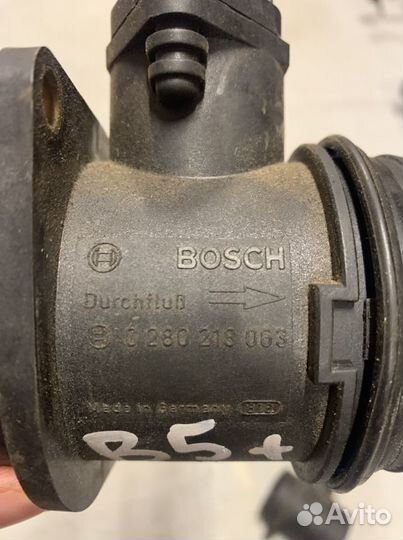 BOSCH
Durchfluß
0 280 218 063
Made in Germany
B5+
Avito